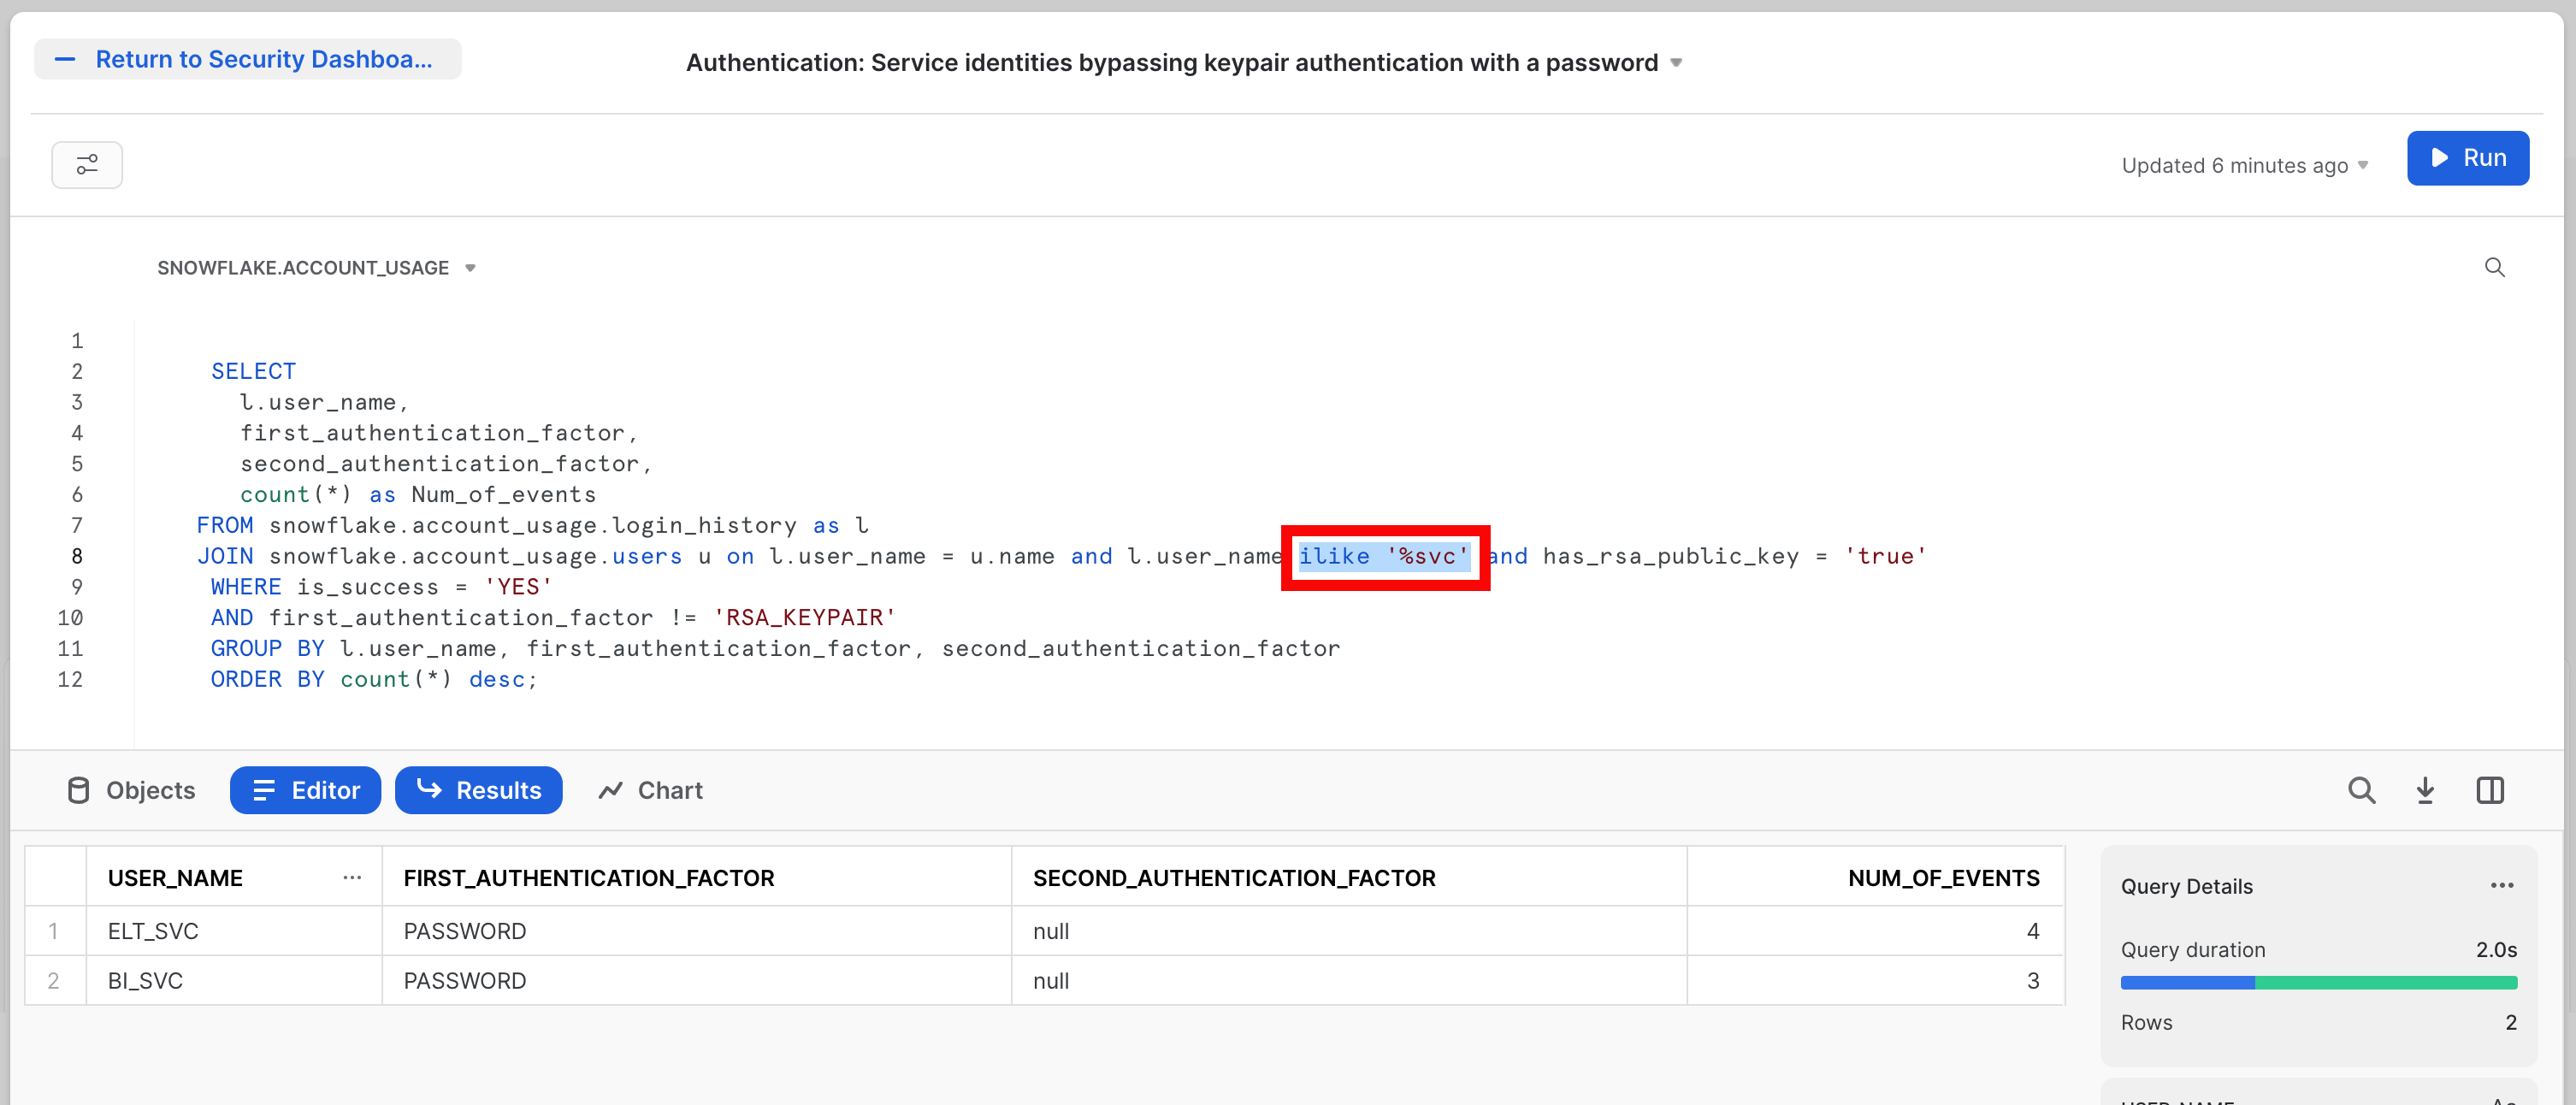 Return to Security Dashboa...
Authentication: Service identities bypassing keypair authentication with a password
Updated 6 minutes ago
Run
SNOWFLAKE.ACCOUNT_USAGE
1
2 SELECT
3 l.user_name,
4 first_authentication_factor,
5 second_authentication_factor,
6 count(*) as Num_of_events
7 FROM snowflake.account_usage.login_history as l
8 JOIN snowflake.account_usage.users u on l.user_name = u.name and l.user_name ilike '%svc' and has_rsa_public_key = 'true'
9 WHERE is_success = 'YES'
10 AND first_authentication_factor != 'RSA_KEYPAIR'
11 GROUP BY l.user_name, first_authentication_factor, second_authentication_factor
12 ORDER BY count(*) desc;
Objects Editor Results Chart
USER_NAME ... FIRST_AUTHENTICATION_FACTOR SECOND_AUTHENTICATION_FACTOR NUM_OF_EVENTS
1 ELT_SVC PASSWORD null 4
2 BI_SVC PASSWORD null 3
Query Details ...
Query duration 2.0s
Rows 2